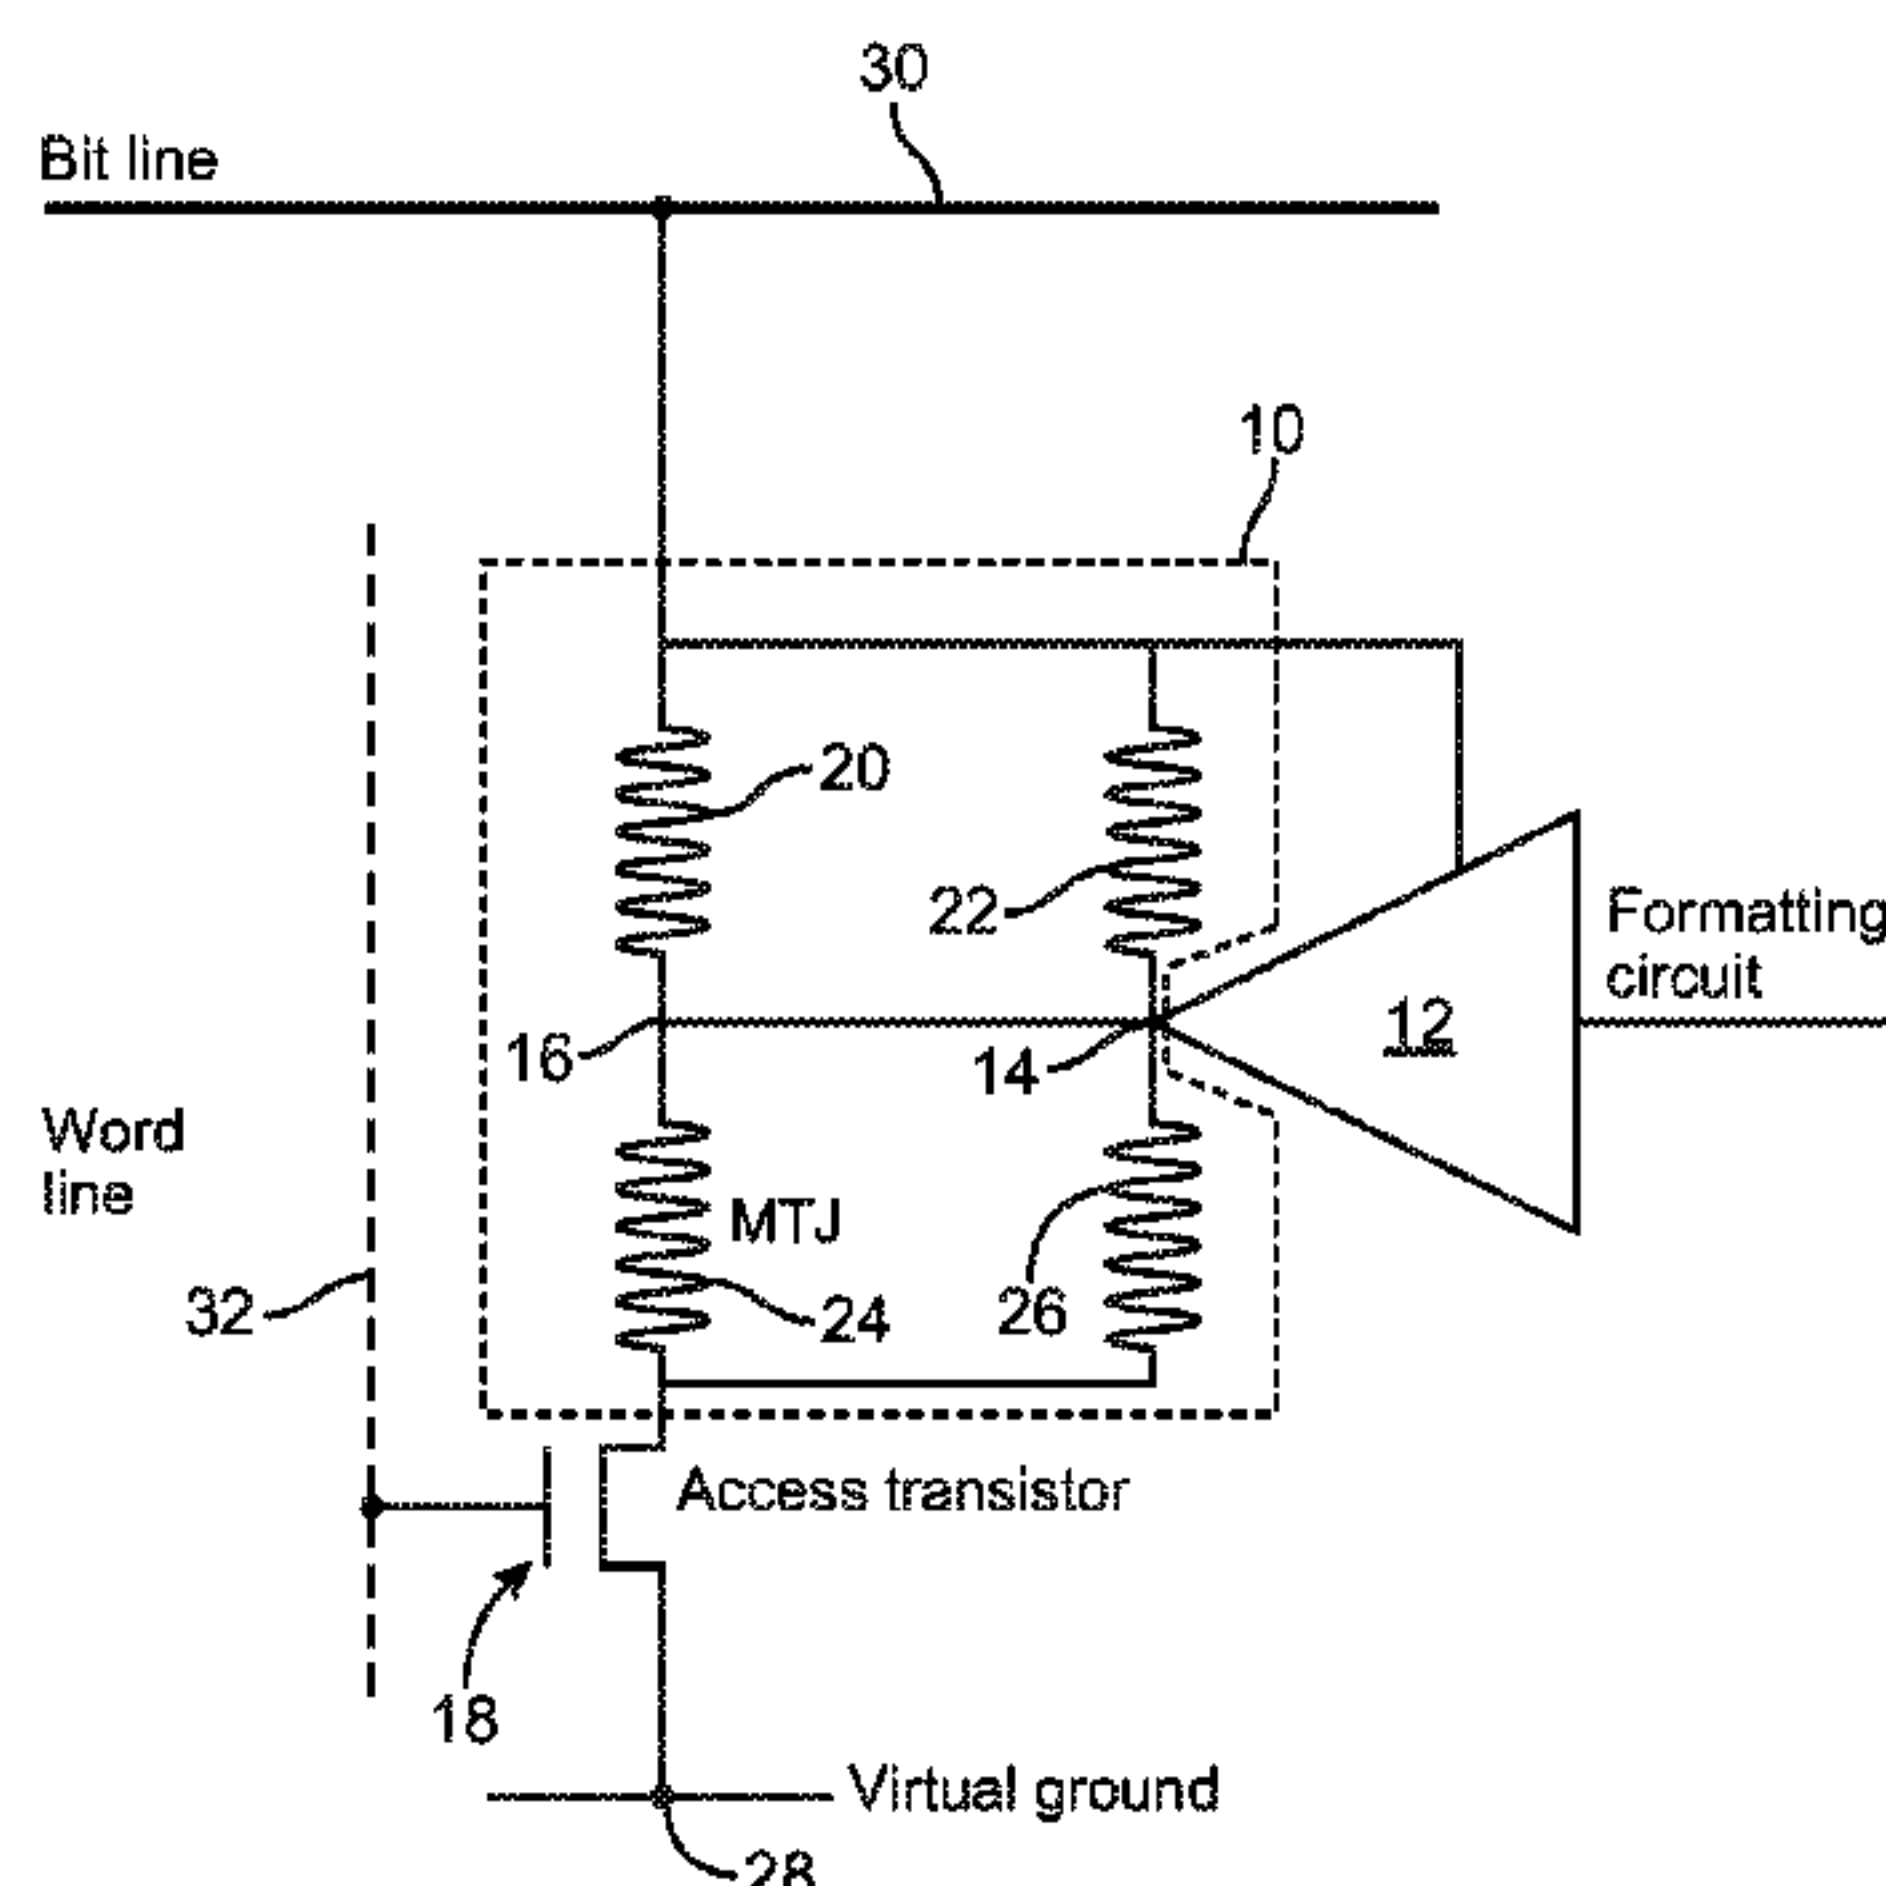 30
Bit line
10
20
22
Formatting
circuit
12
16
14
Word
line
MTJ
32
24
26
Access transistor
18
Virtual ground
28